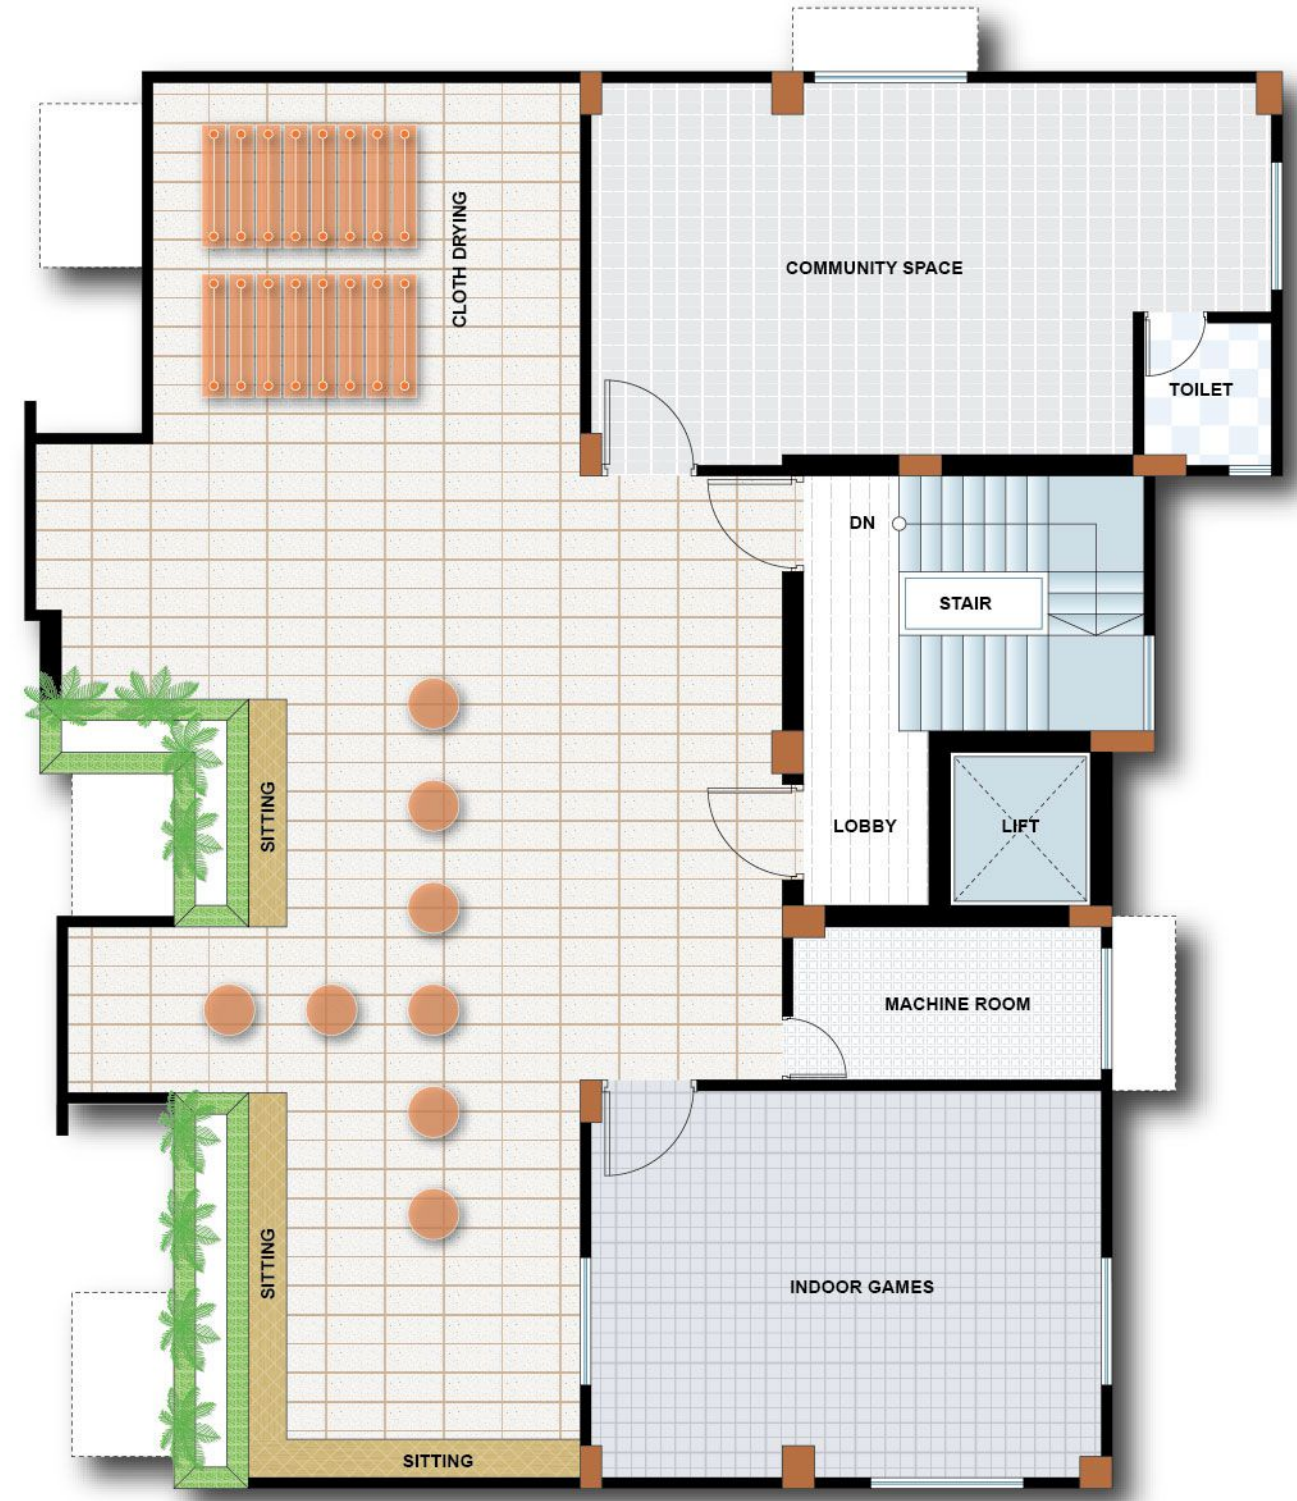 CLOTH DRYING
COMMUNITY SPACE
TOILET
DN
STAIR
SITTING
LOBBY
LIFT
MACHINE ROOM
SITTING
INDOOR GAMES
SITTING